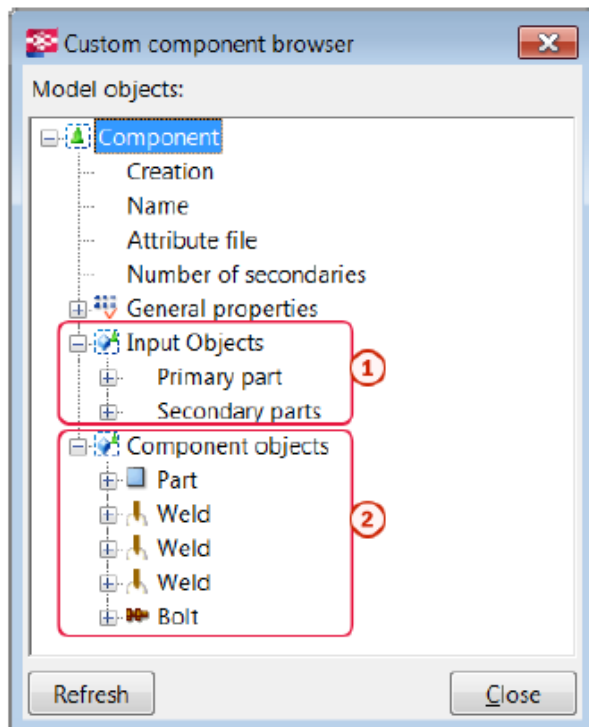 Custom component browser
Model objects:
Component
Creation
Name
Attribute file
Number of secondaries
General properties
Input Objects
1
Primary part
Secondary parts
Component objects
Part
Weld
2
Weld
Weld
Bolt
Refresh
Close